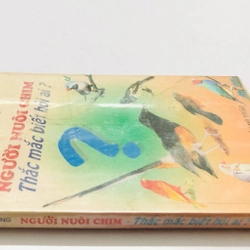 NGƯỜI NUÔI CHIM
Thắc mắc biết hỏi ai ?
?
NGƯỜI NUÔI CHIM - Thắc mắc biết hỏi ai ?